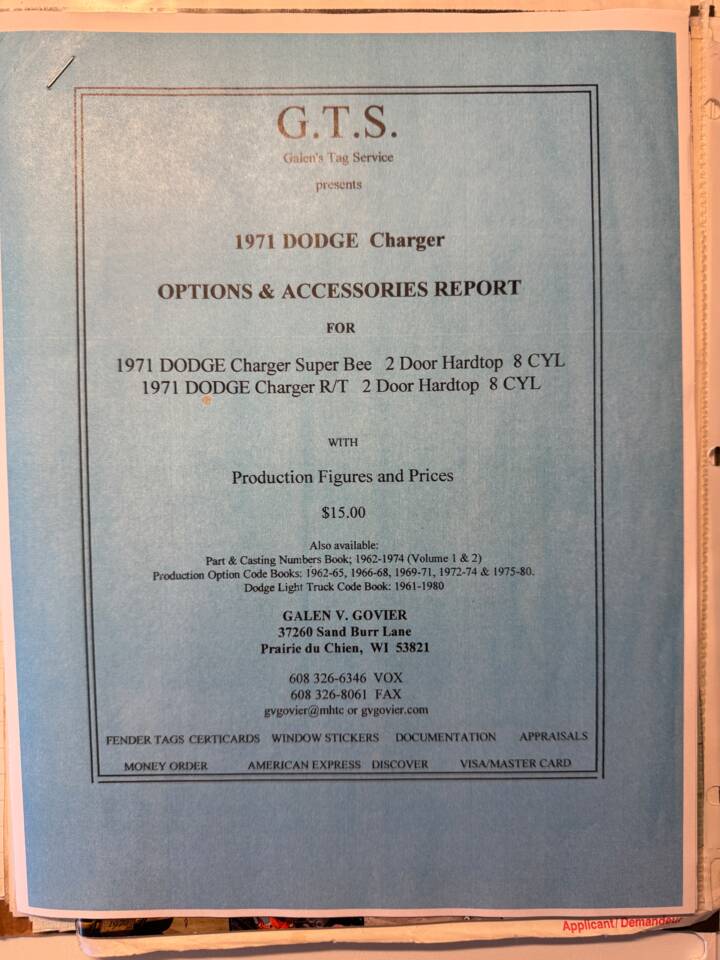 G.T.S.
Galen's Tag Service
presents
1971 DODGE Charger
OPTIONS & ACCESSORIES REPORT
FOR
1971 DODGE Charger Super Bee 2 Door Hardtop 8 CYL
1971 DODGE Charger R/T 2 Door Hardtop 8 CYL
WITH
Production Figures and Prices
$15.00
Also available:
Part & Casting Numbers Book; 1962-1974 (Volume 1 & 2)
Production Option Code Books: 1962-65, 1966-68, 1969-71, 1972-74 & 1975-80.
Dodge Light Truck Code Book: 1961-1980
GALEN V. GOVIER
37260 Sand Burr Lane
Prairie du Chien, WI 53821
608 326-6346 VOX
608 326-8061 FAX
gvgovier@mhtc or gvgovier.com
FENDER TAGS CERTICARDS WINDOW STICKERS DOCUMENTATION APPRAISALS
MONEY ORDER AMERICAN EXPRESS DISCOVER VISA/MASTER CARD
Applicant/